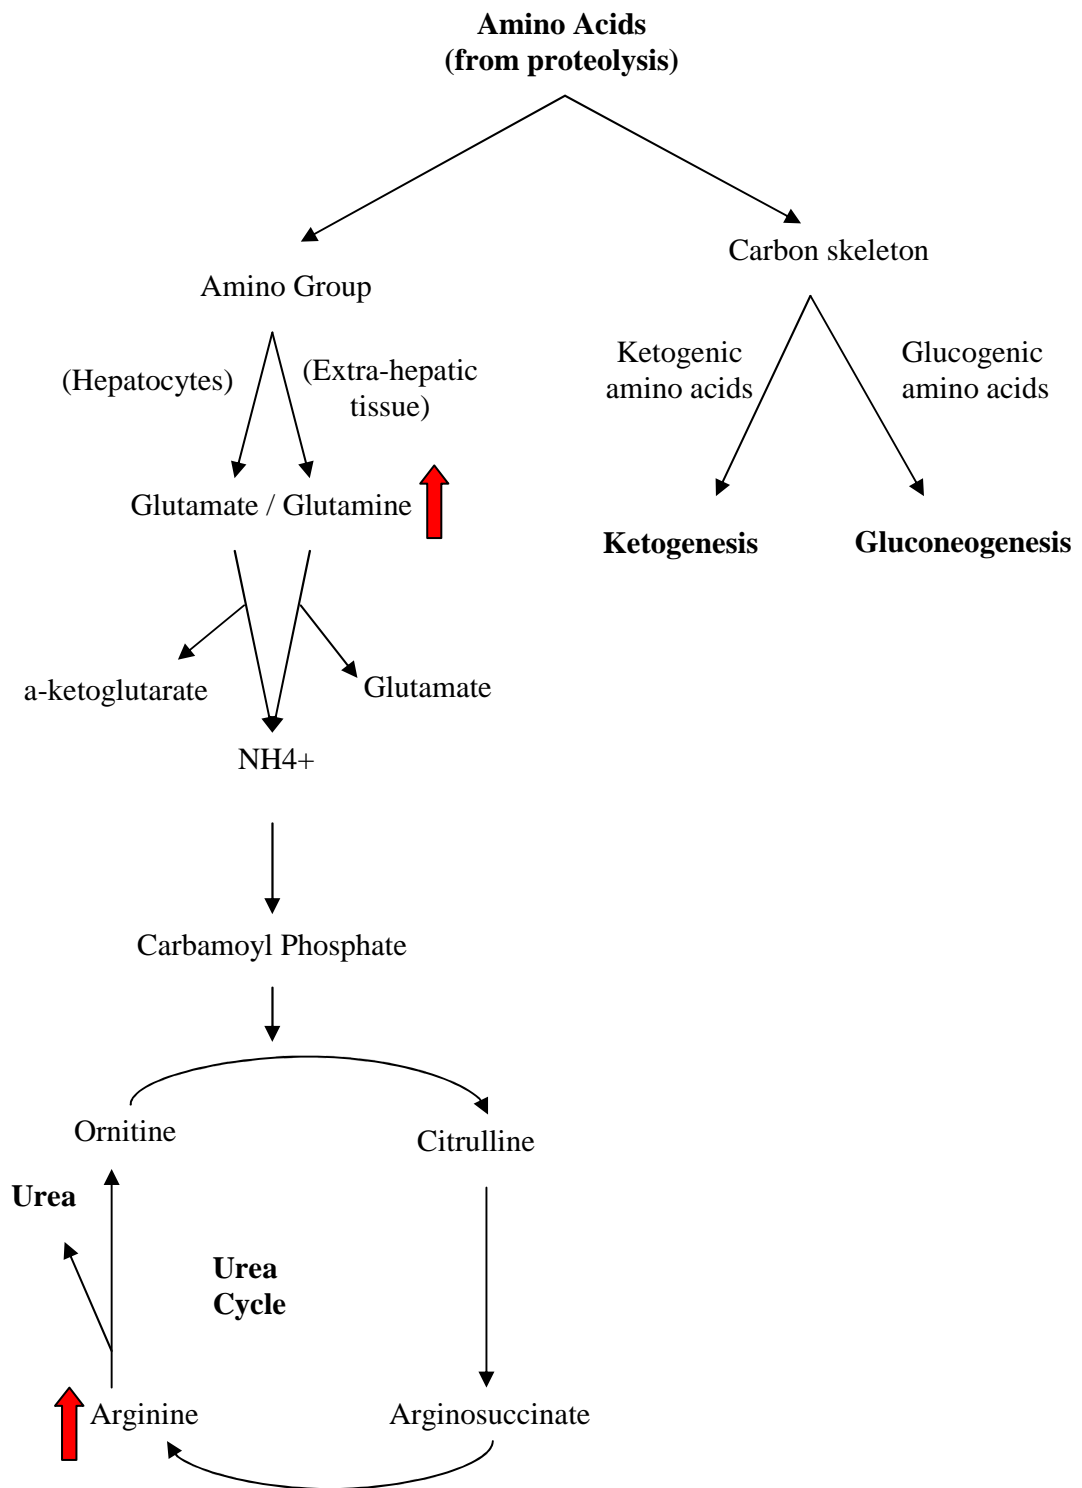 Amino Acids
(from proteolysis)
Carbon skeleton
Amino Group
Ketogenic
amino acids
Glucogenic
amino acids
(Hepatocytes)
(Extra-hepatic
tissue)
Glutamate / Glutamine
Ketogenesis
Gluconeogenesis
a-ketoglutarate
Glutamate
NH4+
Carbamoyl Phosphate
Ornitine
Citrulline
Urea
Urea
Cycle
Arginine
Arginosuccinate